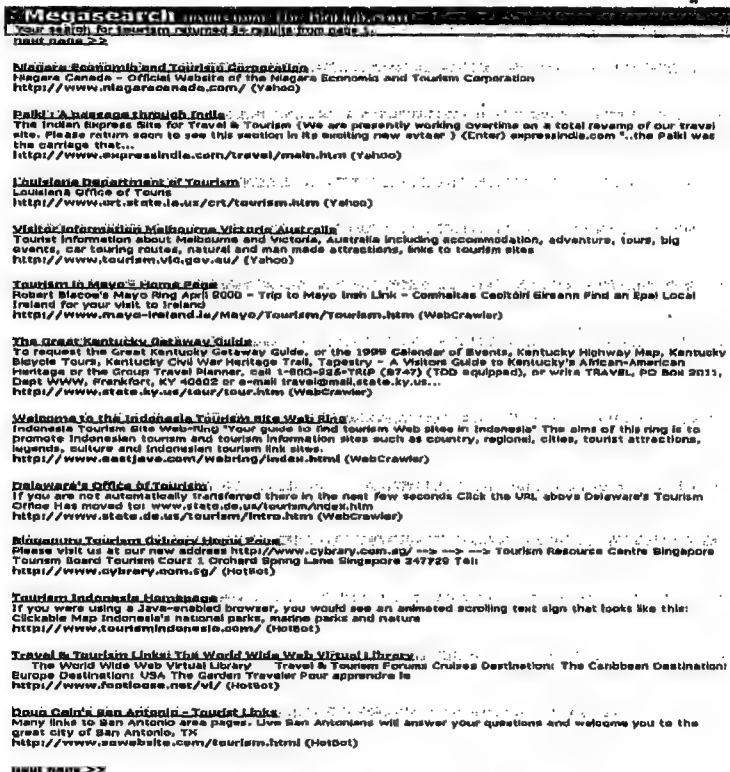 Megasearch
Your search for tourism returned 84 results from page 1.
next page >>
Niagara Economic and Tourism Corporation
Niagara Canada - Official Website of the Niagara Economic and Tourism Corporation
http://www.niagaracanada.com/ (Yahoo)
Palki : A passage through India
The Indian Express Site for Travel & Tourism (We are presently working overtime on a total revamp of our travel
site. Please return soon to see this section in its exciting new avtaar ) (Enter) expressindia.com "..the Palki was
the carriage that...
http://www.expressindia.com/travel/main.htm (Yahoo)
Louisiana Department of Tourism
Louisiana Office of Touris
http://www.crt.state.la.us/crt/tourism.htm (Yahoo)
Visitor Information Melbourne Victoria Australia
Tourist information about Melbourne and Victoria, Australia including accommodation, adventure, tours, big
events, car touring routes, natural and man made attractions, links to tourism sites
http://www.tourism.vic.gov.au/ (Yahoo)
Tourism in Mayo - Home Page
Robert Blacoe's Mayo Ring April 2000 - Trip to Mayo Irish Link - Comhaltas Ceoltóirí Eireann Find an Epal Local
Ireland for your visit to Ireland
http://www.mayo-ireland.ie/Mayo/Tourism/Tourism.htm (WebCrawler)
The Great Kentucky Getaway Guide
To request the Great Kentucky Getaway Guide, or the 1999 Calendar of Events, Kentucky Highway Map, Kentucky
Bicycle Tours, Kentucky Civil War Heritage Trail, Tapestry - A Visitors Guide to Kentucky's African-American
Heritage or the Group Travel Planner, call 1-800-225-TRIP (8747) (TDD equipped), or write TRAVEL, PO Box 2011,
Dept WWW, Frankfort, KY 40602 or e-mail travel@mail.state.ky.us...
http://www.state.ky.us/tour/tour.htm (WebCrawler)
Welcome to the Indonesia Tourism Site Web Ring
Indonesia Tourism Site Web-Ring "Your guide to find tourism Web sites in Indonesia" The aims of this ring is to
promote Indonesian tourism and tourism information sites such as country, regional, cities, tourist attractions,
legends, culture and Indonesian tourism link sites.
http://www.eastjava.com/webring/index.html (WebCrawler)
Delaware's Office of Tourism
If you are not automatically transferred there in the next few seconds Click the URL above Delaware's Tourism
Office Has moved to: www.state.de.us/tourism/index.htm
http://www.state.de.us/tourism/intro.htm (WebCrawler)
Singapore Tourism Cybrary Home Page
Please visit us at our new address http://www.cybrary.com.sg/ --> --> --> Tourism Resource Centre Singapore
Tourism Board Tourism Court 1 Orchard Spring Lane Singapore 247729 Tel:
http://www.cybrary.com.sg/ (HotBot)
Tourism Indonesia Homepage
If you were using a Java-enabled browser, you would see an animated scrolling text sign that looks like this:
Clickable Map Indonesia's national parks, marine parks and nature
http://www.tourismindonesia.com/ (HotBot)
Travel & Tourism Links: The World Wide Web Virtual Library
The World Wide Web Virtual Library Travel & Tourism Forums Cruises Destination: The Caribbean Destination:
Europe Destination: USA The Garden Traveler Pour apprendre le
http://www.footloose.net/vl/ (HotBot)
Doug Cain's San Antonio - Tourist Links
Many links to San Antonio area pages. Live San Antonians will answer your questions and welcome you to the
great city of San Antonio, TX
http://www.sawebsite.com/tourism.html (HotBot)
next page >>